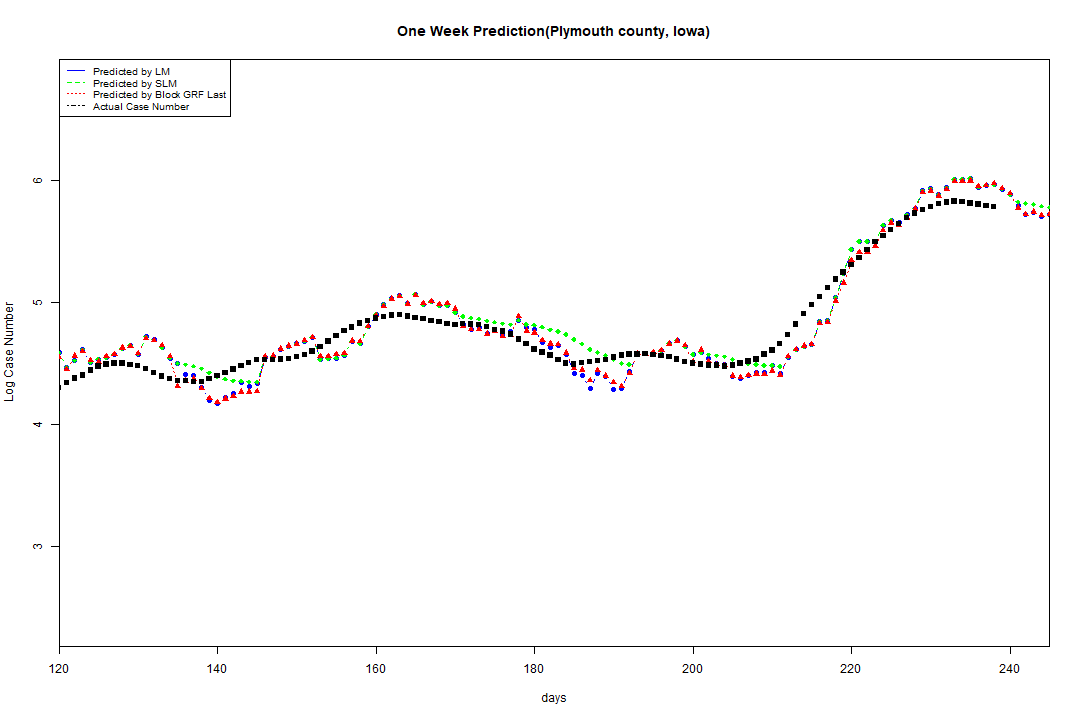 One Week Prediction(Plymouth county, Iowa)
Predicted by LM
Predicted by SLM
Predicted by Block GRF Last
Actual Case Number
6
5
4
3
Log Case Number
120 140 160 180 200 220 240
days